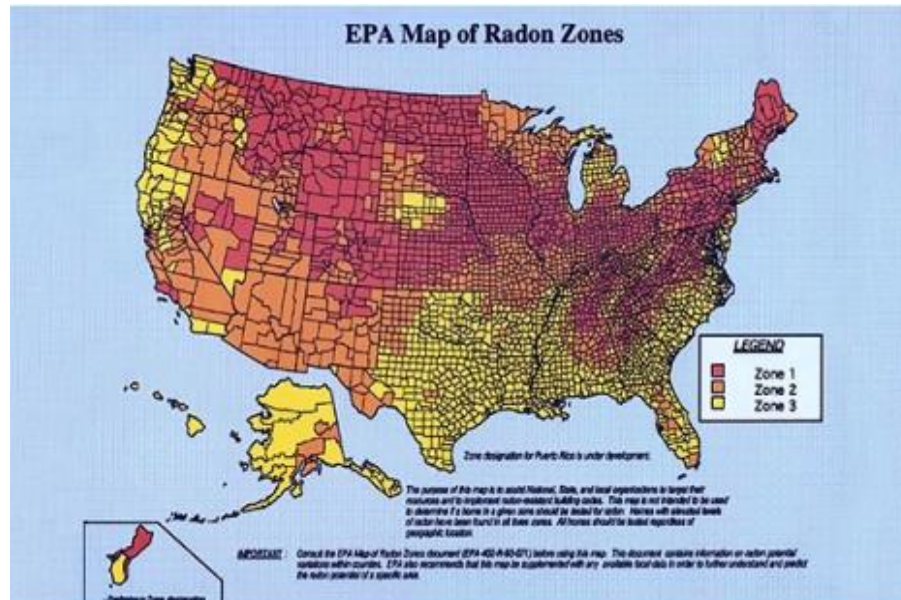 EPA Map of Radon Zones
LEGEND
Zone 1
Zone 2
Zone 3
Zone designation for Puerto Rico is under development.
The purpose of this map is to assist National, State, and local organizations to target their
resources and to implement radon-resistant building codes. This map is not intended to be used
to determine if a home in a given zone should be tested for radon. Homes with elevated levels
of radon have been found in all three zones. All homes should be tested regardless of
geographic location.
IMPORTANT: Consult the EPA Map of Radon Zones document (EPA-402-R-93-071) before using this map. This document contains information on radon potential
variations within counties. EPA also recommends that this map be supplemented with any available local data in order to further understand and predict
the radon potential of a specific area.